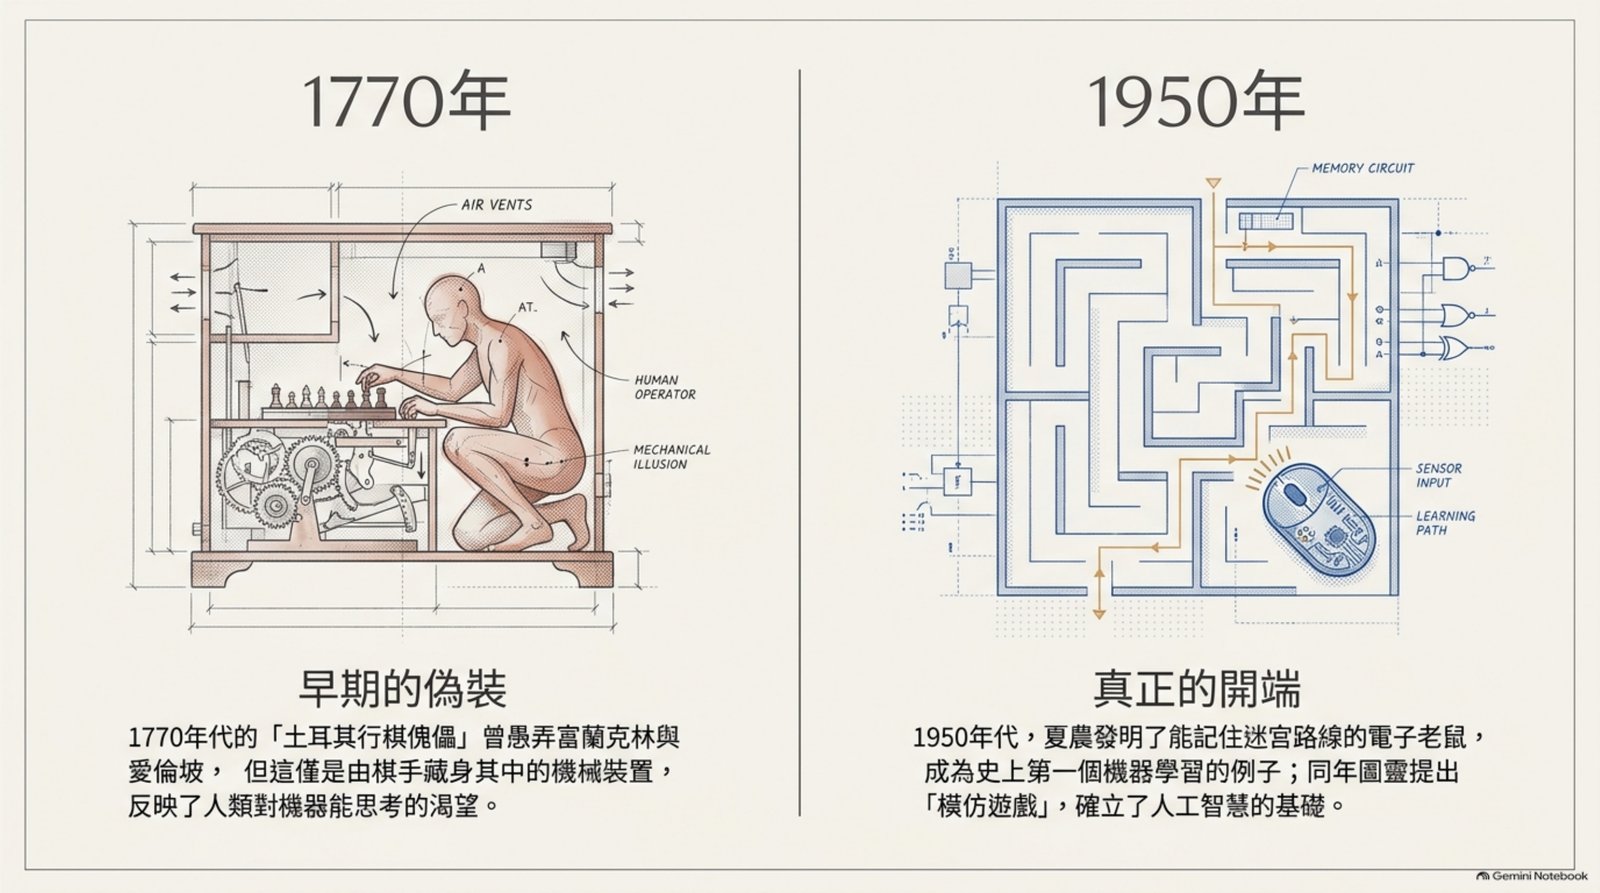 1770年
AIR VENTS
A
AT.
HUMAN
OPERATOR
MECHANICAL
ILLUSION
早期的偽裝
1770年代的「土耳其行棋傀儡」曾愚弄富蘭克林與
愛倫坡， 但這僅是由棋手藏身其中的機械裝置，
反映了人類對機器能思考的渴望。
1950年
MEMORY CIRCUIT
SENSOR
INPUT
LEARNING
PATH
真正的開端
1950年代，夏農發明了能記住迷宮路線的電子老鼠，
成為史上第一個機器學習的例子；同年圖靈提出
「模仿遊戲」，確立了人工智慧的基礎。
Gemini Notebook